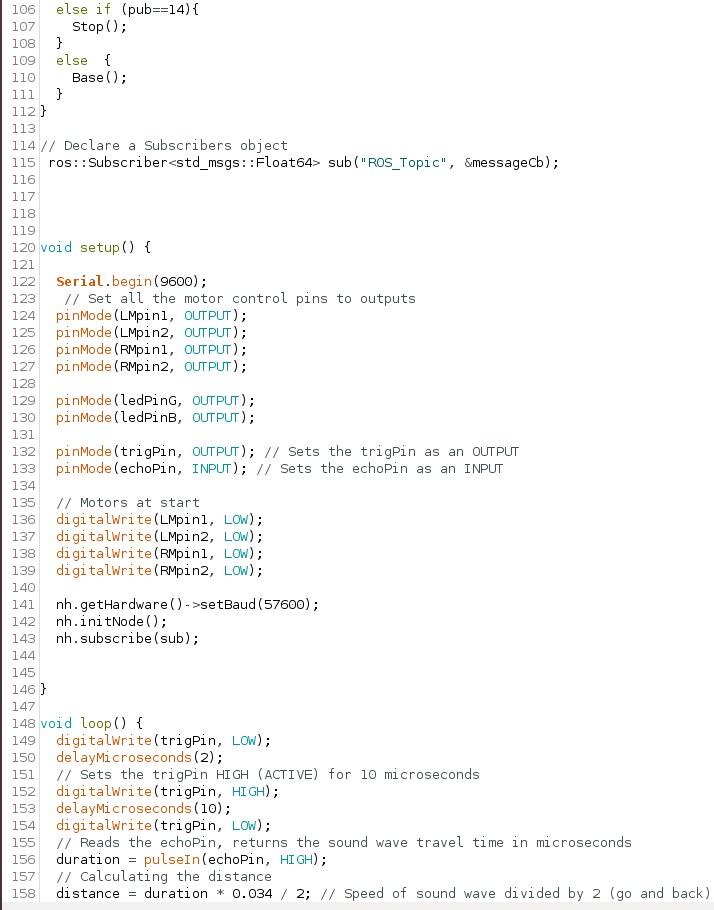 106 else if (pub==14){
107 Stop();
108 }
109 else {
110 Base();
111 }
112 }
113
114 // Declare a Subscribers object
115 ros::Subscriber<std_msgs::Float64> sub("ROS_Topic", &messageCb);
116
117
118
119
120 void setup() {
121
122 Serial.begin(9600);
123 // Set all the motor control pins to outputs
124 pinMode(LMpin1, OUTPUT);
125 pinMode(LMpin2, OUTPUT);
126 pinMode(RMpin1, OUTPUT);
127 pinMode(RMpin2, OUTPUT);
128
129 pinMode(ledPinG, OUTPUT);
130 pinMode(ledPinB, OUTPUT);
131
132 pinMode(trigPin, OUTPUT); // Sets the trigPin as an OUTPUT
133 pinMode(echoPin, INPUT); // Sets the echoPin as an INPUT
134
135 // Motors at start
136 digitalWrite(LMpin1, LOW);
137 digitalWrite(LMpin2, LOW);
138 digitalWrite(RMpin1, LOW);
139 digitalWrite(RMpin2, LOW);
140
141 nh.getHardware()->setBaud(57600);
142 nh.initNode();
143 nh.subscribe(sub);
144
145
146 }
147
148 void loop() {
149 digitalWrite(trigPin, LOW);
150 delayMicroseconds(2);
151 // Sets the trigPin HIGH (ACTIVE) for 10 microseconds
152 digitalWrite(trigPin, HIGH);
153 delayMicroseconds(10);
154 digitalWrite(trigPin, LOW);
155 // Reads the echoPin, returns the sound wave travel time in microseconds
156 duration = pulseIn(echoPin, HIGH);
157 // Calculating the distance
158 distance = duration * 0.034 / 2; // Speed of sound wave divided by 2 (go and back)